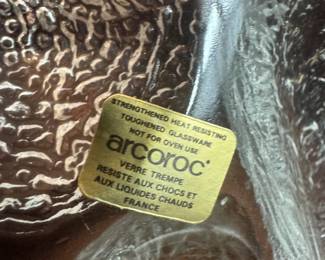 STRENGTHENED HEAT RESISTING
TOUGHENED GLASSWARE
NOT FOR OVEN USE
arcoroc
VERRE TREMPE
RESISTE AUX CHOCS ET
AUX LIQUIDES CHAUDS
FRANCE